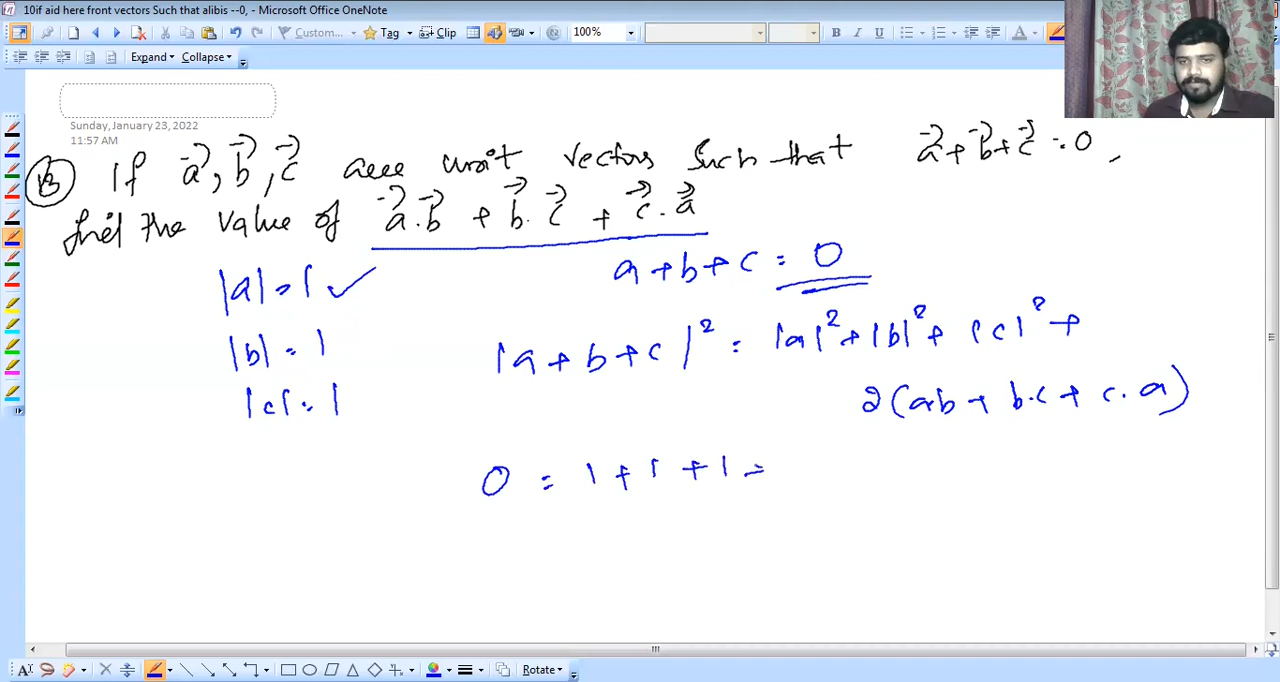 10if aid here front vectors Such that alibis --0, - Microsoft Office OneNote
Custom... Tag Clip 100% B I U A
Expand Collapse
Sunday, January 23, 2022
11:57 AM
If a⃗, b⃗, c⃗ are unit vectors such that a⃗ + b⃗ + c⃗ = 0,
find the value of a⃗.b⃗ + b⃗.c⃗ + c⃗.a⃗
|a| = 1 ✓ a + b + c = 0
|b| = 1 |a + b + c|² = |a|² + |b|² + |c|² +
|c| = 1 2(a.b + b.c + c.a)
0 = 1 + 1 + 1 =
Rotate